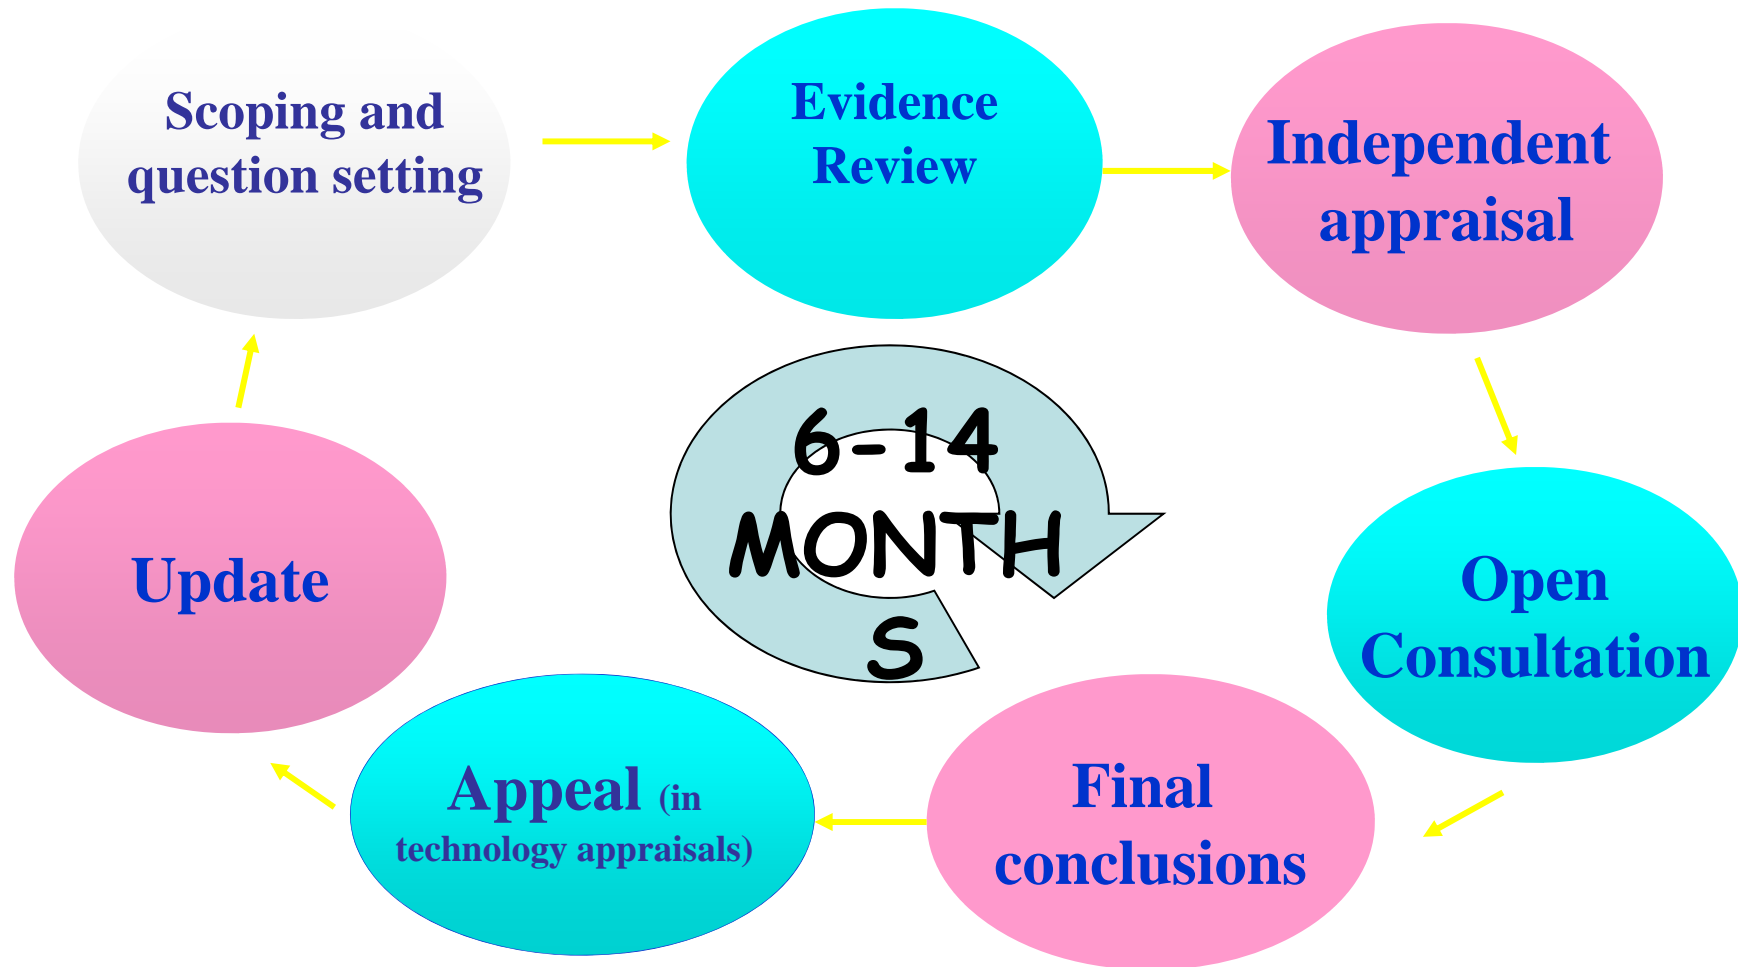 Scoping and
question setting
Evidence
Review
Independent
appraisal
6-14
MONTH
S
Open
Consultation
Update
Final
conclusions
Appeal (in
technology appraisals)